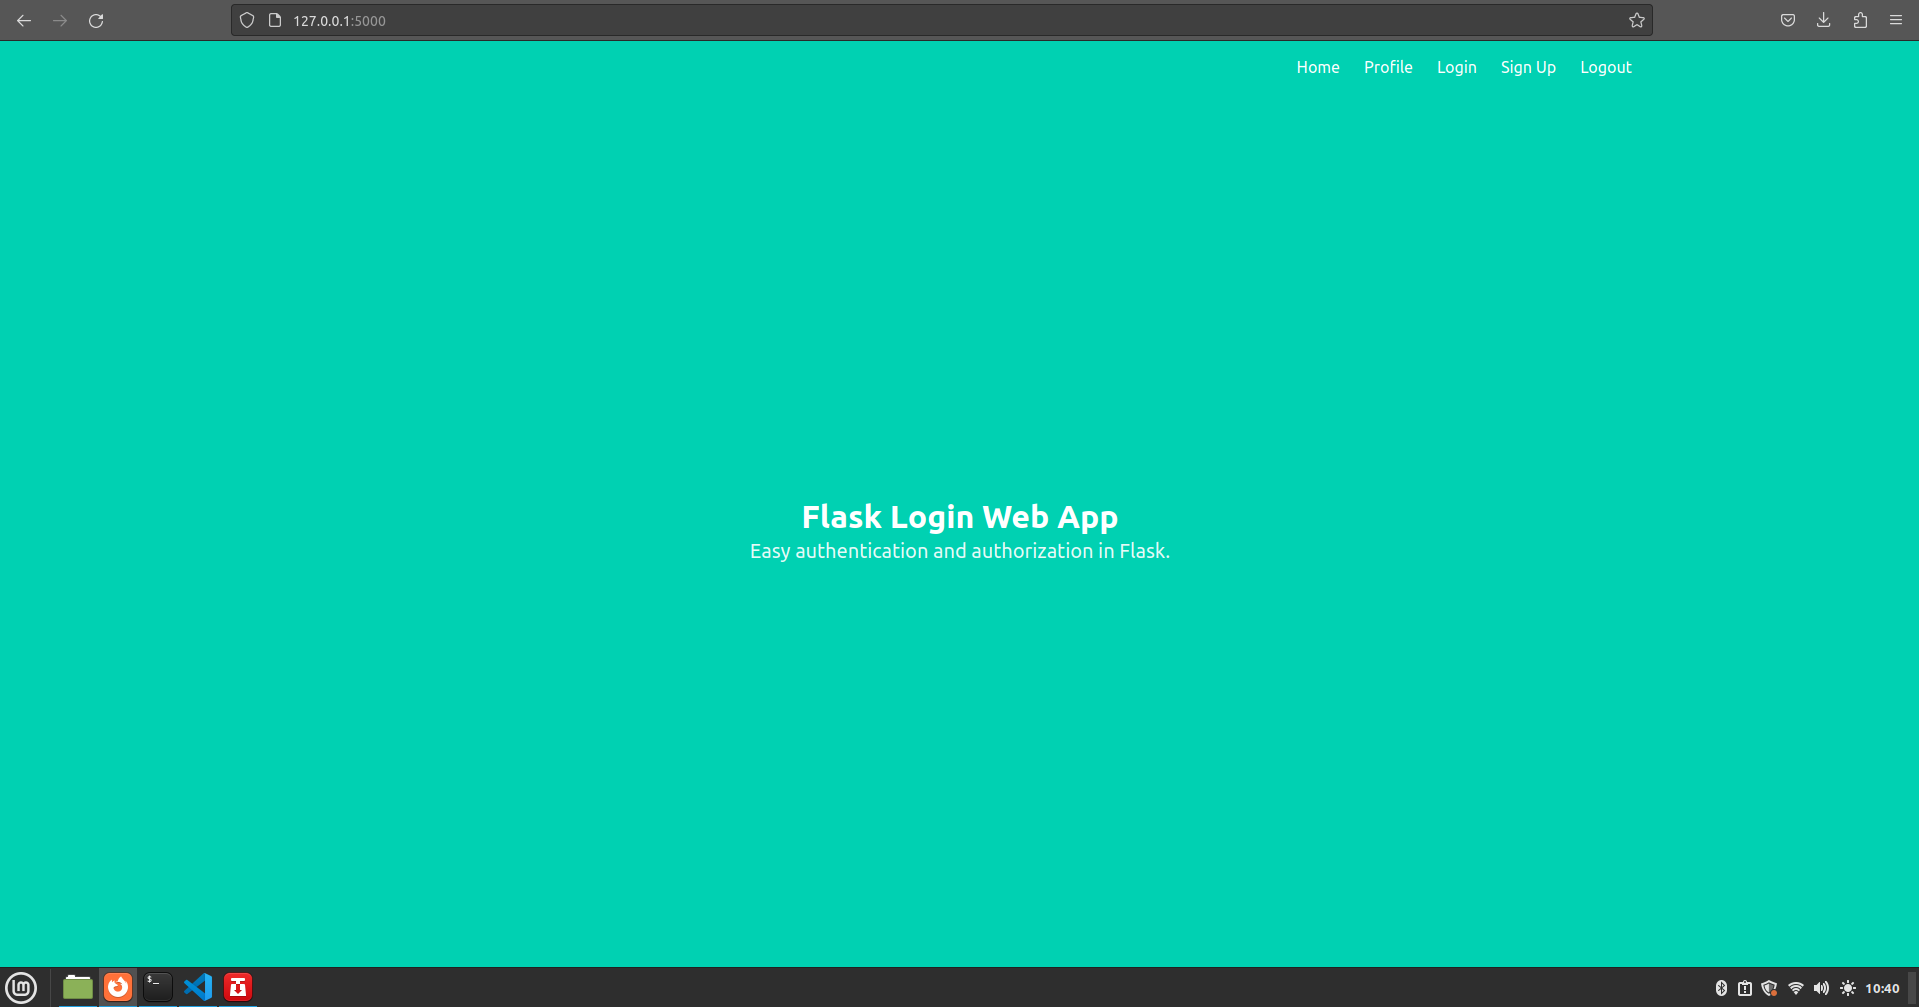 127.0.0.1:5000
Home Profile Login Sign Up Logout
Flask Login Web App
Easy authentication and authorization in Flask.
$_
10:40